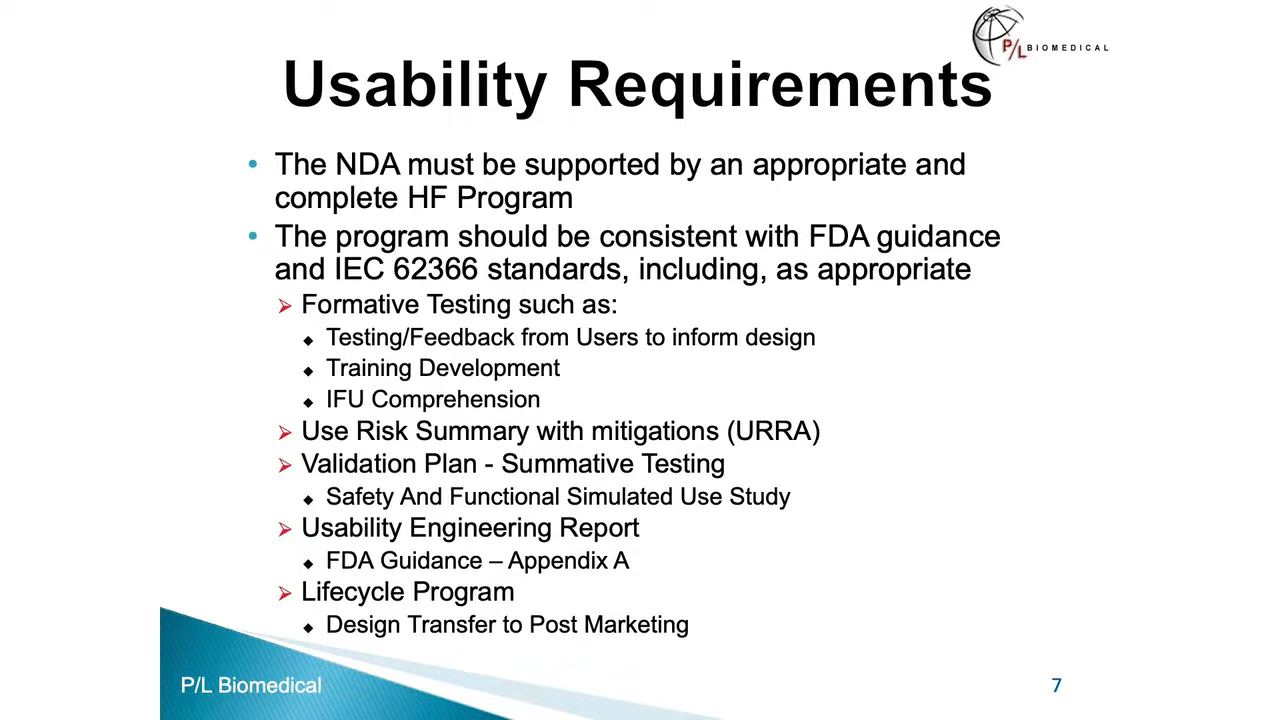 P/L BIOMEDICAL
Usability Requirements
• The NDA must be supported by an appropriate and
complete HF Program
• The program should be consistent with FDA guidance
and IEC 62366 standards, including, as appropriate
➢ Formative Testing such as:
◆ Testing/Feedback from Users to inform design
◆ Training Development
◆ IFU Comprehension
➢ Use Risk Summary with mitigations (URRA)
➢ Validation Plan - Summative Testing
◆ Safety And Functional Simulated Use Study
➢ Usability Engineering Report
◆ FDA Guidance – Appendix A
➢ Lifecycle Program
◆ Design Transfer to Post Marketing
P/L Biomedical
7